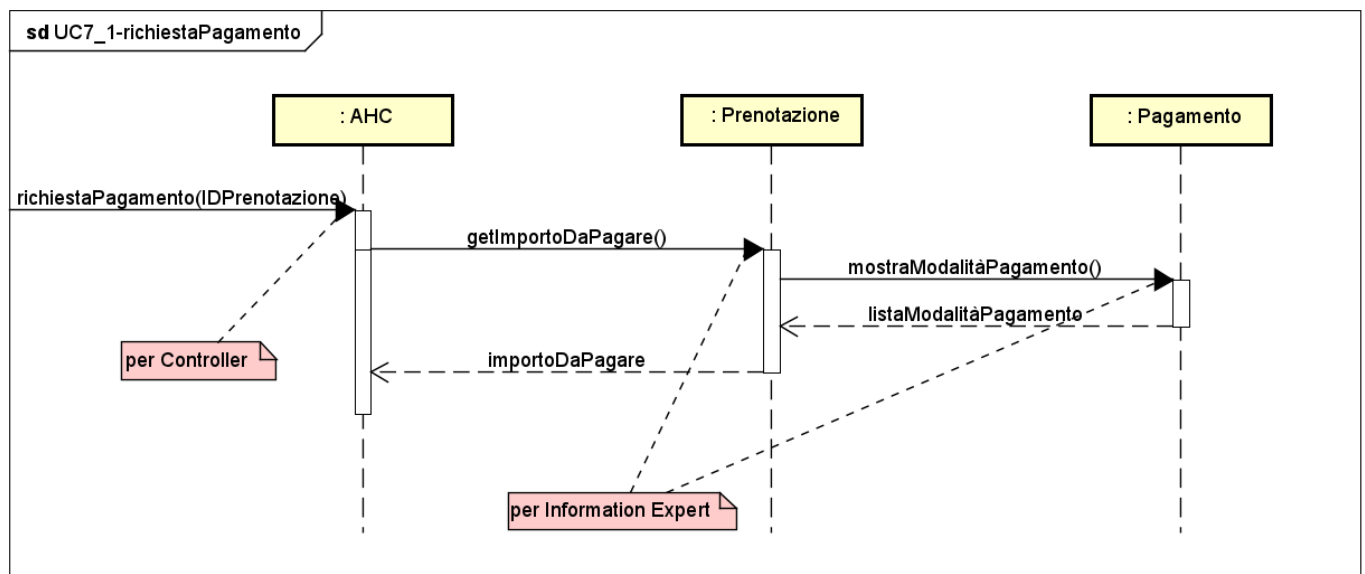 sd UC7_1-richiestaPagamento
: AHC
: Prenotazione
: Pagamento
richiestaPagamento(IDPrenotazione)
getImportoDaPagare()
mostraModalitàPagamento()
listaModalitàPagamento
per Controller
importoDaPagare
per Information Expert